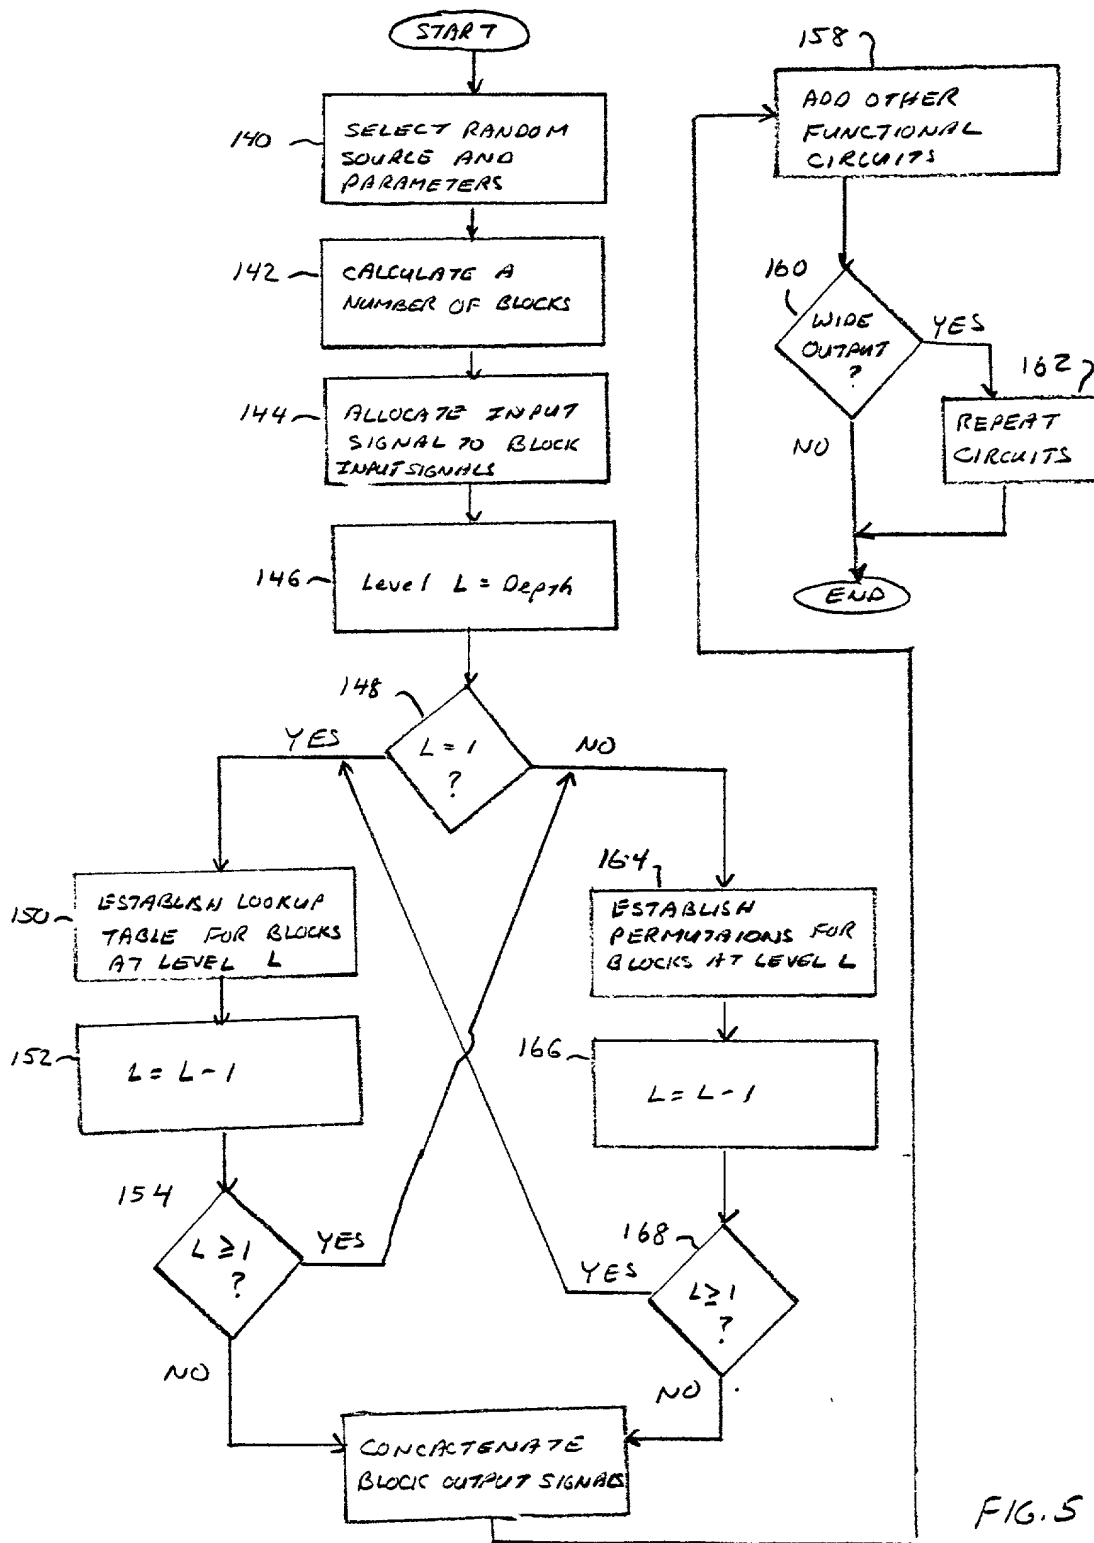 START
140
SELECT RANDOM
SOURCE AND
PARAMETERS
142
CALCULATE A
NUMBER OF BLOCKS
144
ALLOCATE INPUT
SIGNAL TO BLOCK
INPUT SIGNALS
146
Level L = Depth
148
L = 1
?
YES
NO
150
ESTABLISH LOOKUP
TABLE FOR BLOCKS
AT LEVEL L
152
L = L - 1
154
L ≥ 1
?
YES
NO
164
ESTABLISH
PERMUTAIONS FOR
BLOCKS AT LEVEL L
166
L = L - 1
168
L ≥ 1
?
YES
NO
CONCACTENATE
BLOCK OUTPUT SIGNALS
158
ADD OTHER
FUNCTIONAL
CIRCUITS
160
WIDE
OUTPUT
?
YES
NO
162
REPEAT
CIRCUITS
END
FIG. 5